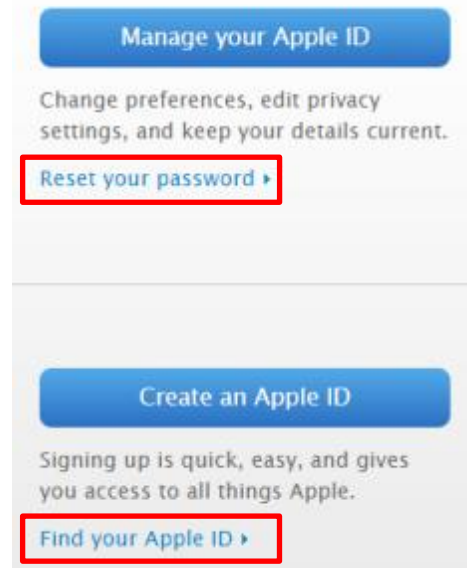 Manage your Apple ID
Change preferences, edit privacy
settings, and keep your details current.
Reset your password ▸
Create an Apple ID
Signing up is quick, easy, and gives
you access to all things Apple.
Find your Apple ID ▸